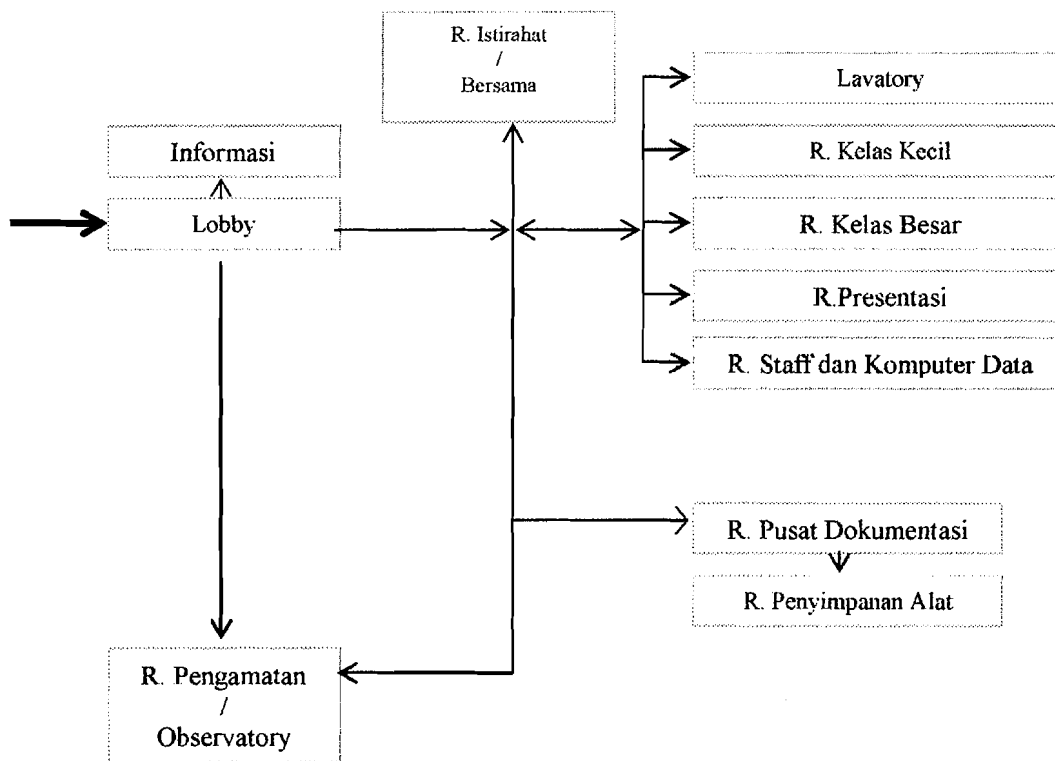 R. Istirahat
/
Bersama
Lavatory
Informasi
R. Kelas Kecil
Lobby
R. Kelas Besar
R.Presentasi
R. Staff dan Komputer Data
R. Pusat Dokumentasi
R. Penyimpanan Alat
R. Pengamatan
/
Observatory